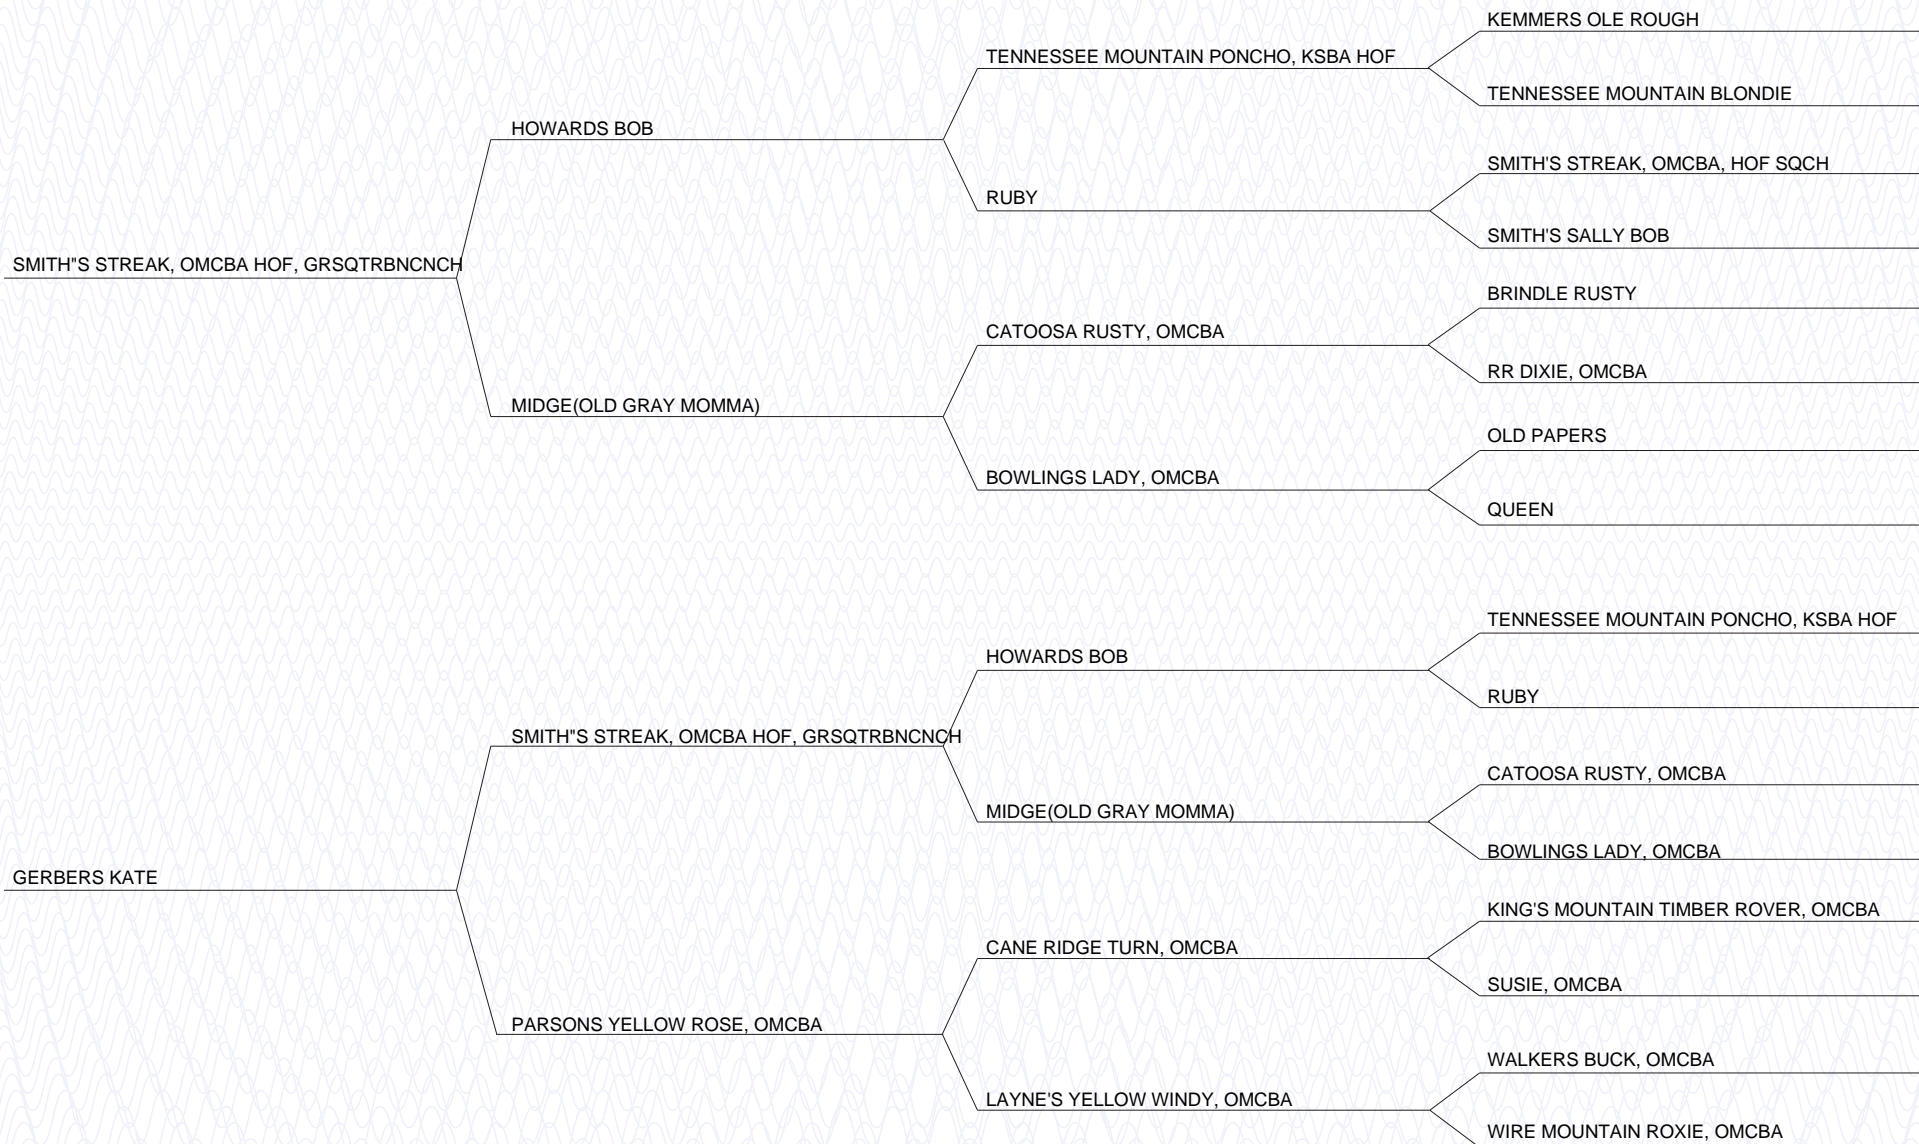 KEMMERS OLE ROUGH
TENNESSEE MOUNTAIN PONCHO, KSBA HOF
TENNESSEE MOUNTAIN BLONDIE
HOWARDS BOB
SMITH'S STREAK, OMCBA, HOF SQCH
RUBY
SMITH'S SALLY BOB
SMITH"S STREAK, OMCBA HOF, GRSQTRBNCNCH
BRINDLE RUSTY
CATOOSA RUSTY, OMCBA
RR DIXIE, OMCBA
MIDGE(OLD GRAY MOMMA)
OLD PAPERS
BOWLINGS LADY, OMCBA
QUEEN
TENNESSEE MOUNTAIN PONCHO, KSBA HOF
HOWARDS BOB
RUBY
SMITH"S STREAK, OMCBA HOF, GRSQTRBNCNCH
CATOOSA RUSTY, OMCBA
MIDGE(OLD GRAY MOMMA)
BOWLINGS LADY, OMCBA
GERBERS KATE
KING'S MOUNTAIN TIMBER ROVER, OMCBA
CANE RIDGE TURN, OMCBA
SUSIE, OMCBA
PARSONS YELLOW ROSE, OMCBA
WALKERS BUCK, OMCBA
LAYNE'S YELLOW WINDY, OMCBA
WIRE MOUNTAIN ROXIE, OMCBA